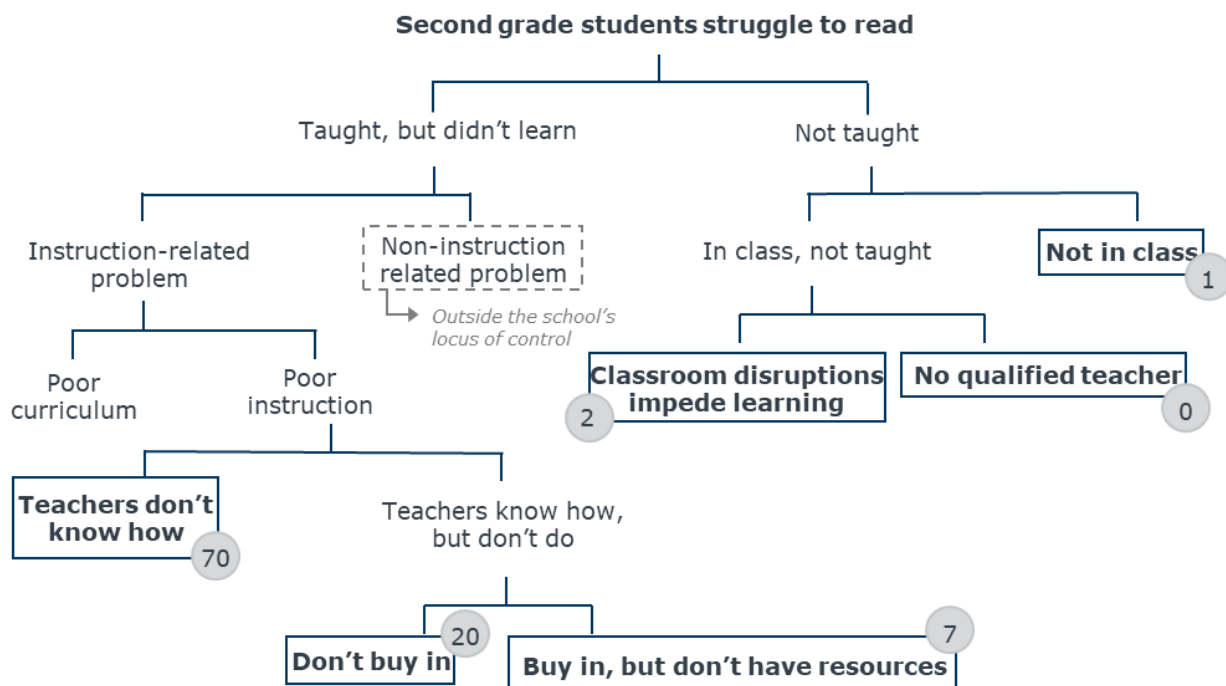 Second grade students struggle to read
Taught, but didn't learn
Not taught
Instruction-related
problem
Non-instruction
related problem
In class, not taught
Not in class
1
Outside the school's
locus of control
Poor
curriculum
Poor
instruction
Classroom disruptions
impede learning
2
No qualified teacher
0
Teachers don't
know how
70
Teachers know how,
but don't do
Don't buy in
20
Buy in, but don't have resources
7